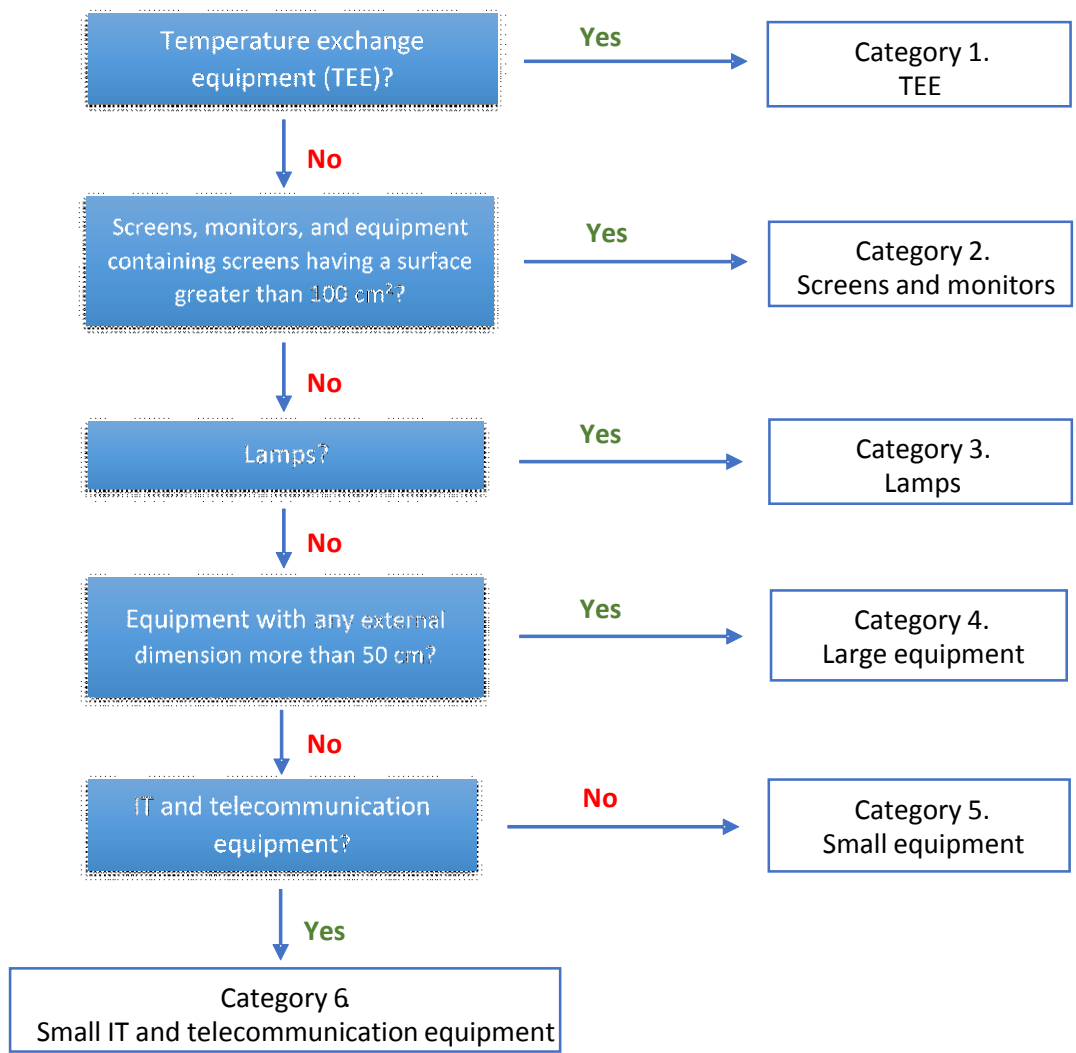 Temperature exchange
equipment (TEE)?
Yes
Category 1.
TEE
No
Screens, monitors, and equipment
containing screens having a surface
greater than 100 cm²?
Yes
Category 2.
Screens and monitors
No
Lamps?
Yes
Category 3.
Lamps
No
Equipment with any external
dimension more than 50 cm?
Yes
Category 4.
Large equipment
No
IT and telecommunication
equipment?
No
Category 5.
Small equipment
Yes
Category 6.
Small IT and telecommunication equipment